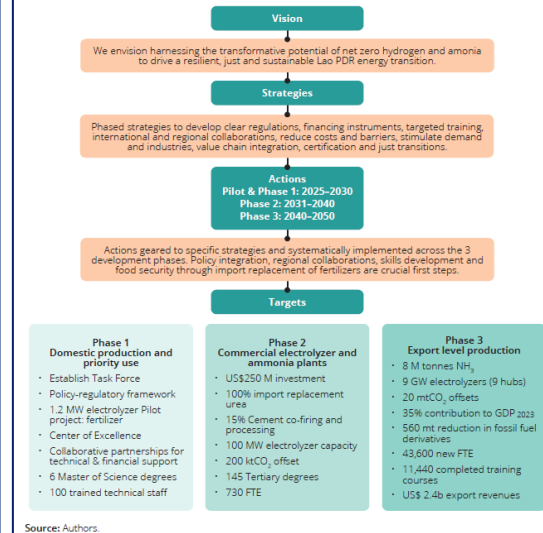 Vision
We envision harnessing the transformative potential of net zero hydrogen and amonia
to drive a resilient, just and sustainable Lao PDR energy transition.
Strategies
Phased strategies to develop clear regulations, financing instruments, targeted training,
international and regional collaborations, reduce costs and barriers, stimulate demand
and industries, value chain integration, certification and just transitions.
Actions
Pilot & Phase 1: 2025–2030
Phase 2: 2031–2040
Phase 3: 2040–2050
Actions geared to specific strategies and systematically implemented across the 3
development phases. Policy integration, regional collaborations, skills development and
food security through import replacement of fertilizers are crucial first steps.
Targets
Phase 1
Domestic production and
priority use
· Establish Task Force
· Policy-regulatory framework
· 1.2 MW electrolyzer Pilot
project: fertilizer
· Center of Excellence
· Collaborative partnerships for
technical & financial support
· 6 Master of Science degrees
· 100 trained technical staff
Phase 2
Commercial electrolyzer and
ammonia plants
· US$250 M investment
· 100% import replacement
urea
· 15% Cement co-firing and
processing
· 100 MW electrolyzer capacity
· 200 ktCO₂ offset
· 145 Tertiary degrees
· 730 FTE
Phase 3
Export level production
· 8 M tonnes NH₃
· 9 GW electrolyzers (9 hubs)
· 20 mtCO₂ offsets
· 35% contribution to GDP ₂₀₂₃
· 560 mt reduction in fossil fuel
derivatives
· 43,600 new FTE
· 11,440 completed training
courses
· US$ 2.4b export revenues
Source: Authors.